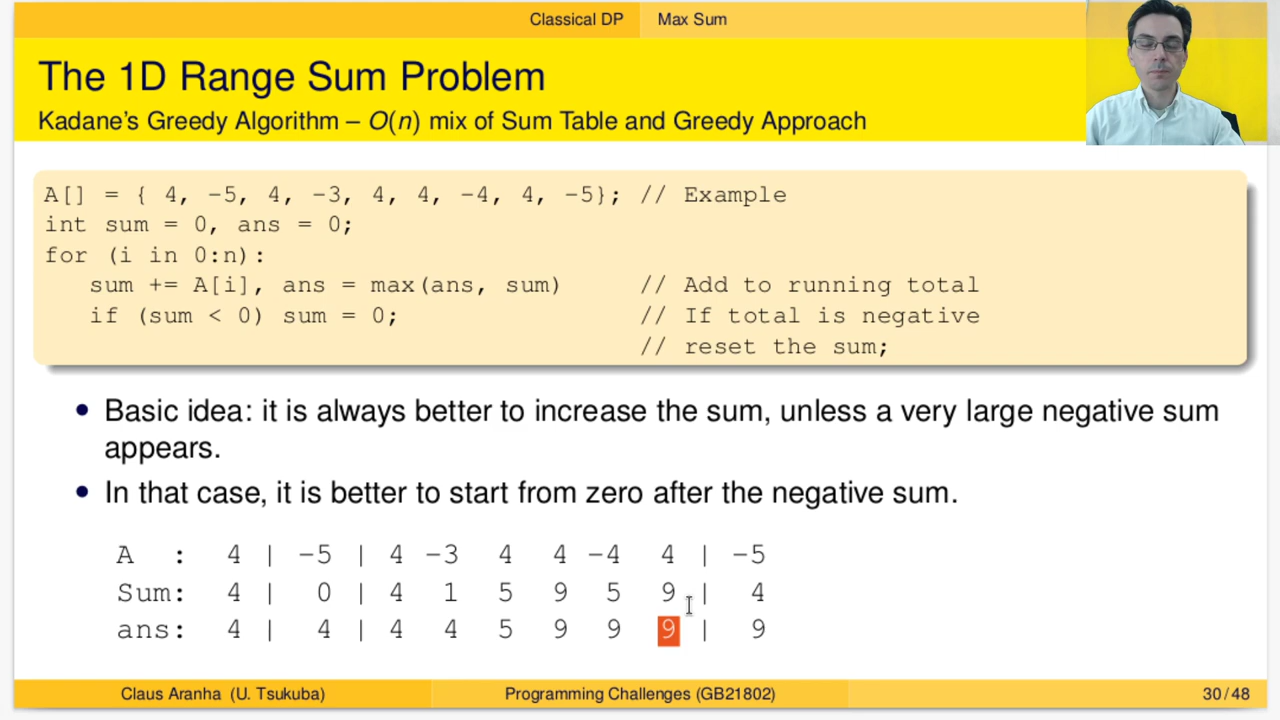 Classical DP Max Sum
The 1D Range Sum Problem
Kadane's Greedy Algorithm – O(n) mix of Sum Table and Greedy Approach
A[] = { 4, -5, 4, -3, 4, 4, -4, 4, -5}; // Example
int sum = 0, ans = 0;
for (i in 0:n):
sum += A[i], ans = max(ans, sum) // Add to running total
if (sum < 0) sum = 0; // If total is negative
// reset the sum;
• Basic idea: it is always better to increase the sum, unless a very large negative sum
appears.
• In that case, it is better to start from zero after the negative sum.
A : 4 | -5 | 4 -3 4 4 -4 4 | -5
Sum: 4 | 0 | 4 1 5 9 5 9 | 4
ans: 4 | 4 | 4 4 5 9 9 9 | 9
Claus Aranha (U. Tsukuba) Programming Challenges (GB21802) 30 / 48